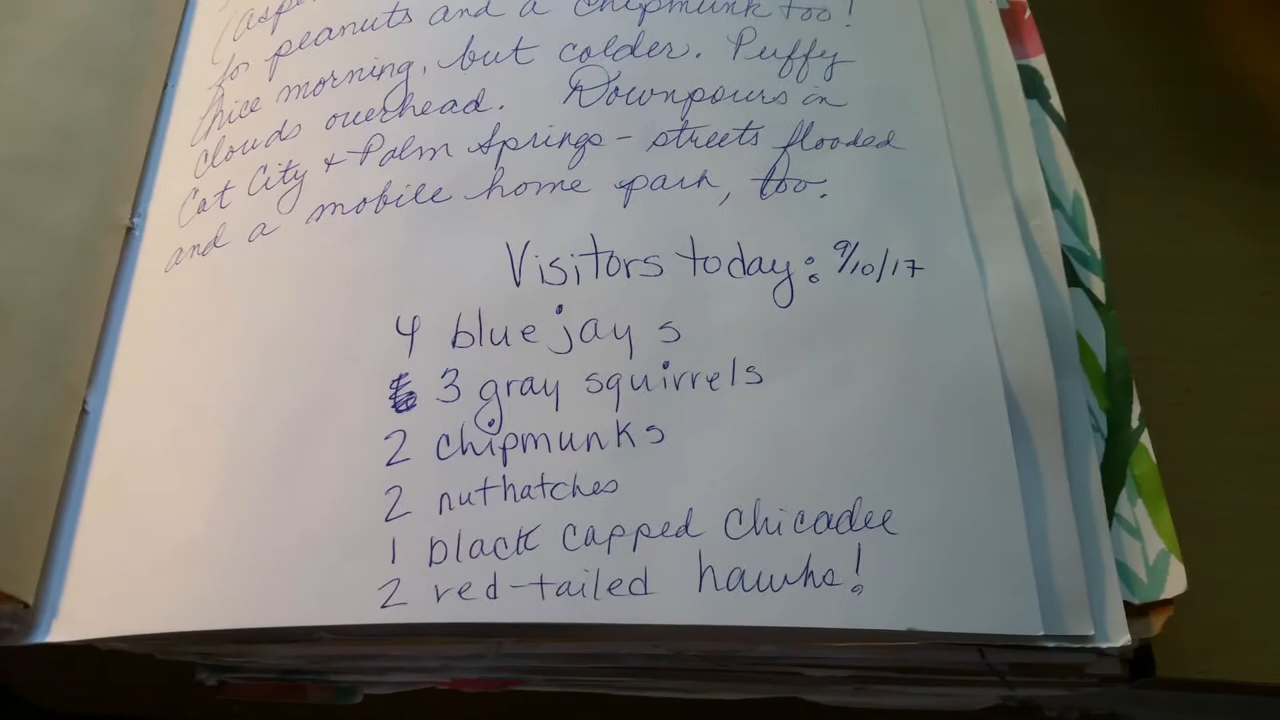 for peanuts and a chipmunk too!
Nice morning, but colder. Puffy
clouds overhead. Downpours in
Cat City & Palm Springs - streets flooded
and a mobile home park, too.
Visitors today: 9/10/17
4 blue jays
3 gray squirrels
2 chipmunks
2 nuthatches
1 black capped Chicadee
2 red-tailed hawks!